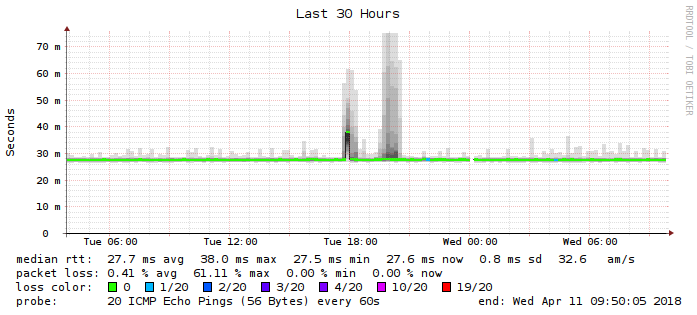 Last 30 Hours
RRDTOOL / TOBI OETIKER
Seconds
70 m
60 m
50 m
40 m
30 m
20 m
10 m
0
Tue 06:00 Tue 12:00 Tue 18:00 Wed 00:00 Wed 06:00
median rtt: 27.7 ms avg 38.0 ms max 27.5 ms min 27.6 ms now 0.8 ms sd 32.6 am/s
packet loss: 0.41 % avg 61.11 % max 0.00 % min 0.00 % now
loss color: 0 1/20 2/20 3/20 4/20 10/20 19/20
probe: 20 ICMP Echo Pings (56 Bytes) every 60s end: Wed Apr 11 09:50:05 2018